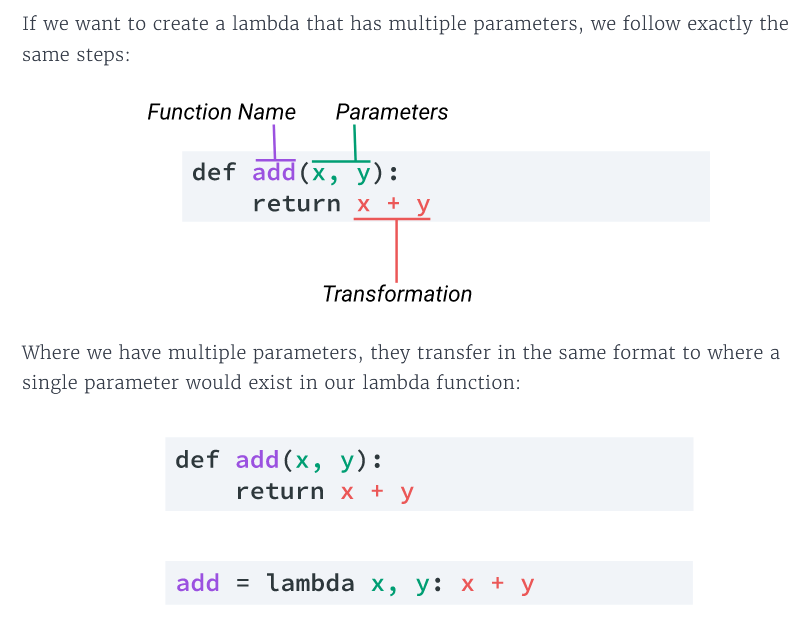 If we want to create a lambda that has multiple parameters, we follow exactly the
same steps:
Function Name Parameters
def add(x, y):
    return x + y
Transformation
Where we have multiple parameters, they transfer in the same format to where a
single parameter would exist in our lambda function:
def add(x, y):
    return x + y
add = lambda x, y: x + y